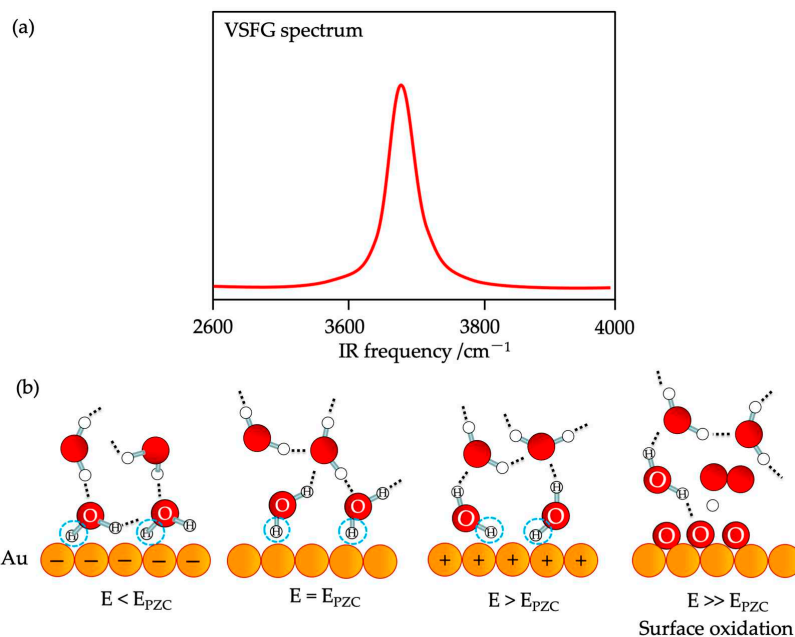 (a)
VSFG spectrum
2600 3600 3800 4000
IR frequency /cm⁻¹
(b)
H O H H O H
O H H O H H
H O H H O H
H O
O O O
Au
− − − − −
+ + + + +
E < E_PZC E = E_PZC E > E_PZC E >> E_PZC
Surface oxidation